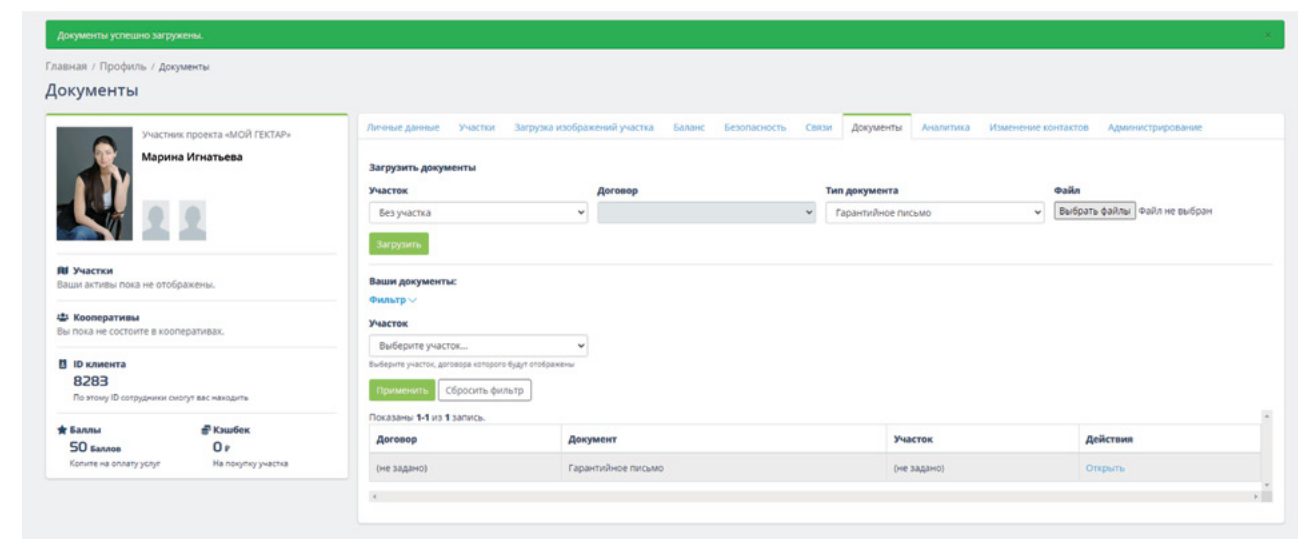 Документы успешно загружены.
×
Главная / Профиль / Документы
Документы
Участник проекта «МОЙ ГЕКТАР»
Марина Игнатьева
Участки
Ваши активы пока не отображены.
Кооперативы
Вы пока не состоите в кооперативах.
ID клиента
8283
По этому ID сотрудники смогут вас находить
Баллы
50 Баллов
Копите на оплату услуг
Кэшбек
0 ₽
На покупку участка
Личные данные Участки Загрузка изображений участка Баланс Безопасность Связи Документы Аналитика Изменение контактов Администрирование
Загрузить документы
Участок Договор Тип документа Файл
Без участка Гарантийное письмо Выбрать файлы Файл не выбран
Загрузить
Ваши документы:
Фильтр
Участок
Выберите участок...
Выберите участок, договора которого будут отображены
Применить Сбросить фильтр
Показаны 1-1 из 1 запись.
Договор Документ Участок Действия
(не задано) Гарантийное письмо (не задано) Открыть